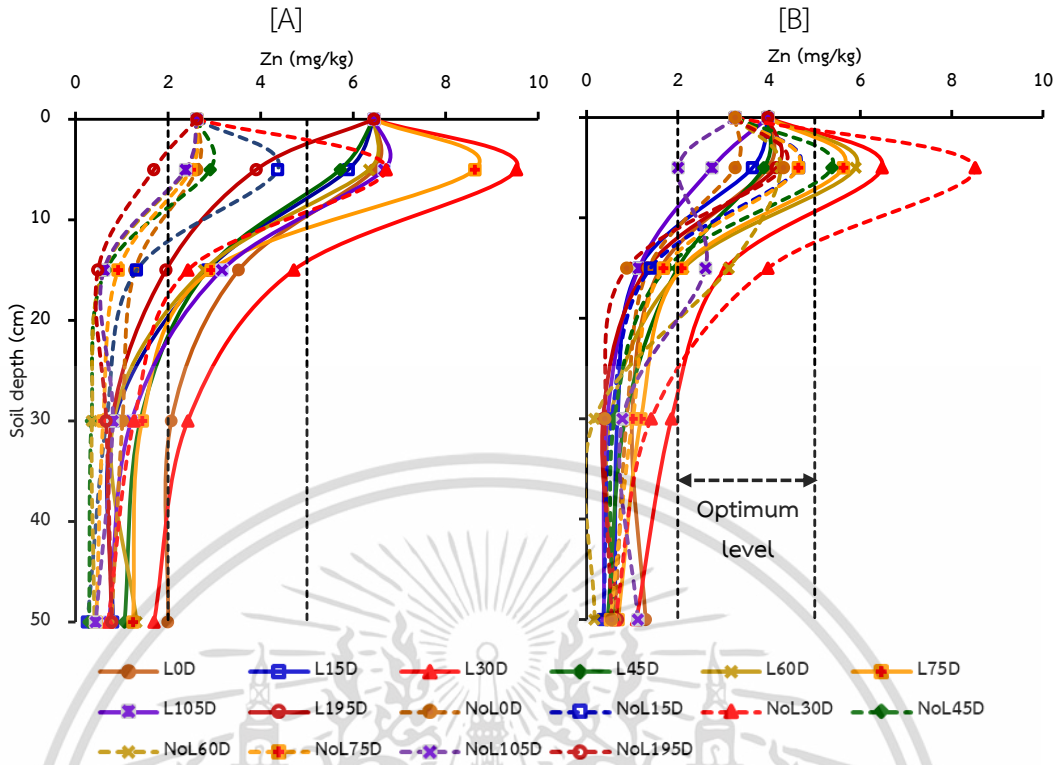 [A]
[B]
Zn (mg/kg)
Zn (mg/kg)
0 2 4 6 8 10
0 2 4 6 8 10
Soil depth (cm)
0
10
20
30
40
50
Optimum
level
L0D L15D L30D L45D L60D L75D
L105D L195D NoL0D NoL15D NoL30D NoL45D
NoL60D NoL75D NoL105D NoL195D